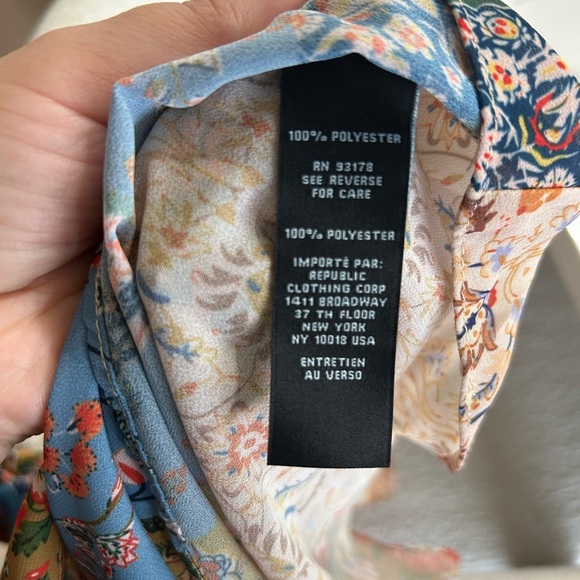 100% POLYESTER
RN 93178
SEE REVERSE
FOR CARE
100% POLYESTER
IMPORTÉ PAR:
REPUBLIC
CLOTHING CORP
1411 BROADWAY
37 TH FLOOR
NEW YORK
NY 10018 USA
ENTRETIEN
AU VERSO